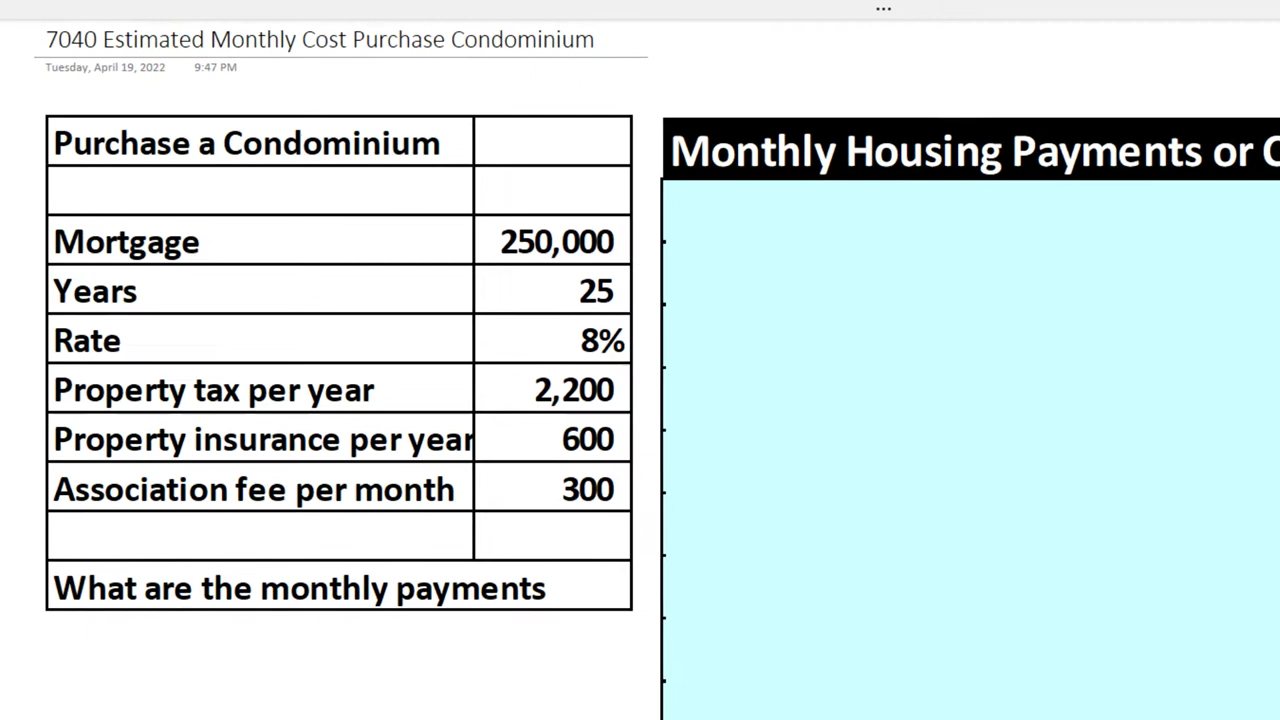 ...
7040 Estimated Monthly Cost Purchase Condominium
Tuesday, April 19, 2022 9:47 PM
Purchase a Condominium
Mortgage 250,000
Years 25
Rate 8%
Property tax per year 2,200
Property insurance per year 600
Association fee per month 300
What are the monthly payments
Monthly Housing Payments or